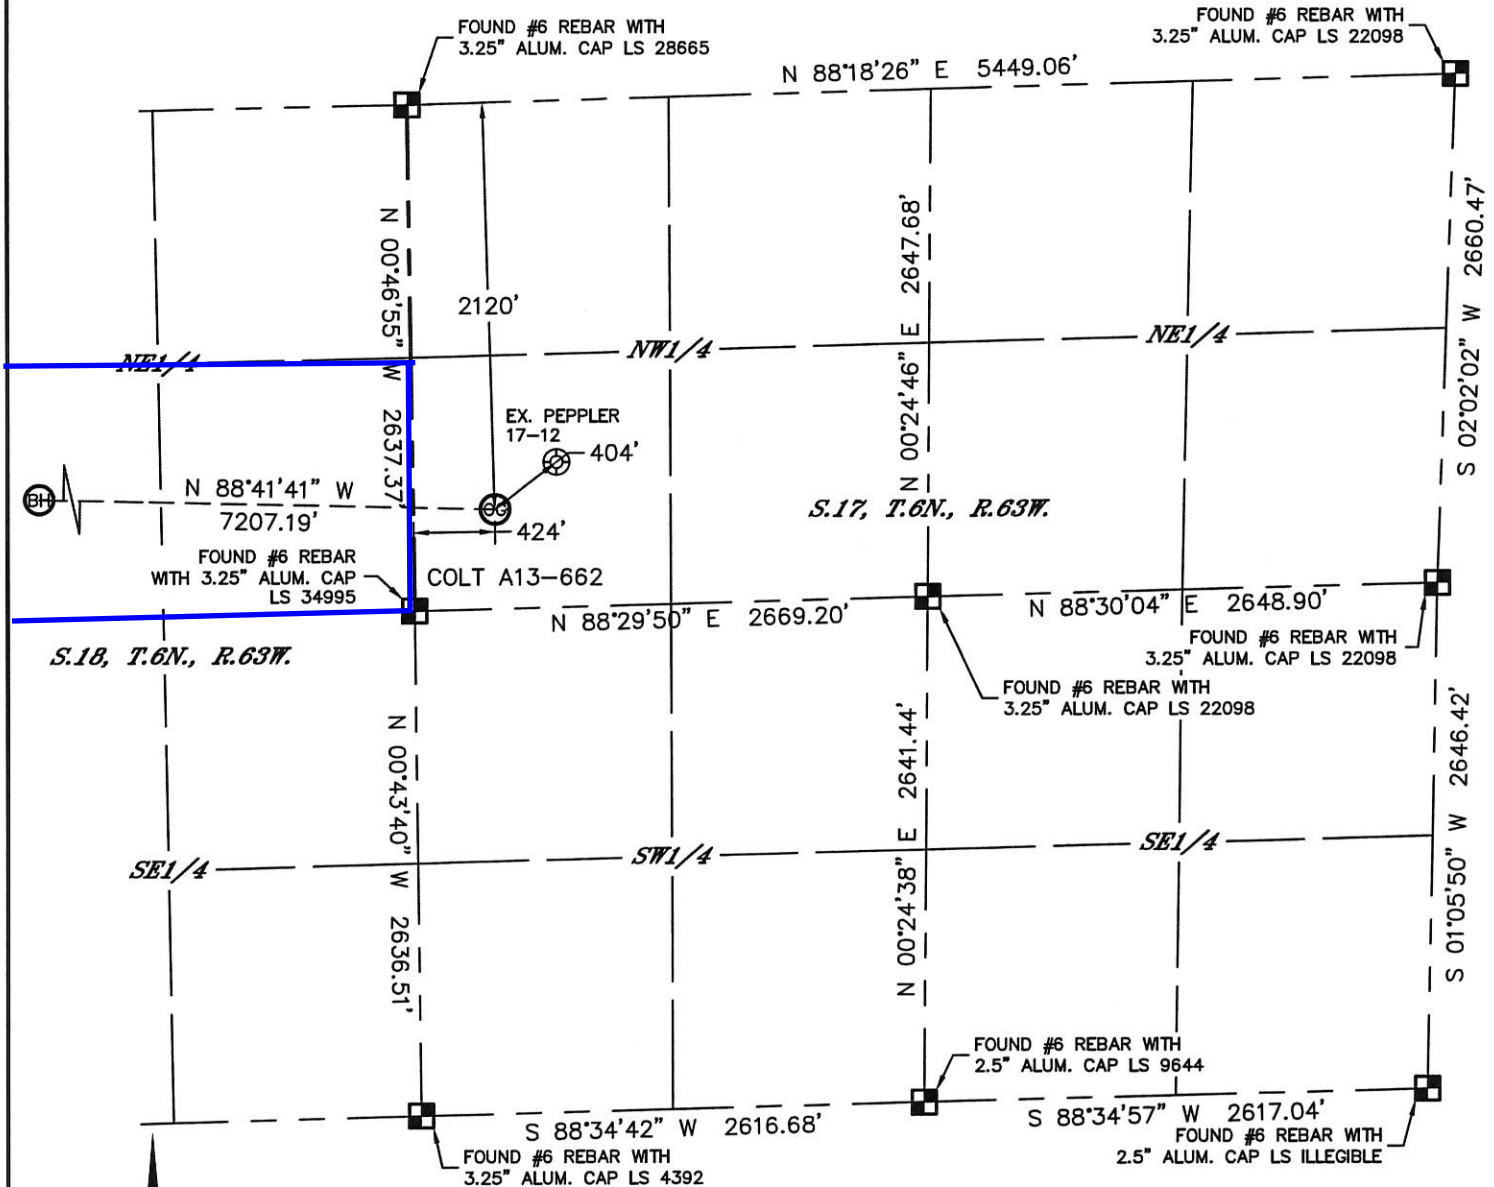 FOUND #6 REBAR WITH
3.25" ALUM. CAP LS 28665
FOUND #6 REBAR WITH
3.25" ALUM. CAP LS 22098
N 88°18'26" E 5449.06'
N 00°46'55" W 2637.37'
2120'
N 00°24'46" E 2647.68'
S 02°02'02" W 2660.47'
NE1/4
NW1/4
NE1/4
EX. PEPPLER
17-12
404'
BH
N 88°41'41" W
7207.19'
424'
S.17, T.6N., R.63W.
FOUND #6 REBAR
WITH 3.25" ALUM. CAP
LS 34995
COLT A13-662
N 88°29'50" E 2669.20'
N 88°30'04" E 2648.90'
S.18, T.6N., R.63W.
FOUND #6 REBAR WITH
3.25" ALUM. CAP LS 22098
FOUND #6 REBAR WITH
3.25" ALUM. CAP LS 22098
N 00°43'40" W 2636.51'
N 00°24'38" E 2641.44'
S 01°05'50" W 2646.42'
SE1/4
SW1/4
SE1/4
FOUND #6 REBAR WITH
2.5" ALUM. CAP LS 9644
S 88°34'42" W 2616.68'
S 88°34'57" W 2617.04'
FOUND #6 REBAR WITH
3.25" ALUM. CAP LS 4392
FOUND #6 REBAR WITH
2.5" ALUM. CAP LS ILLEGIBLE